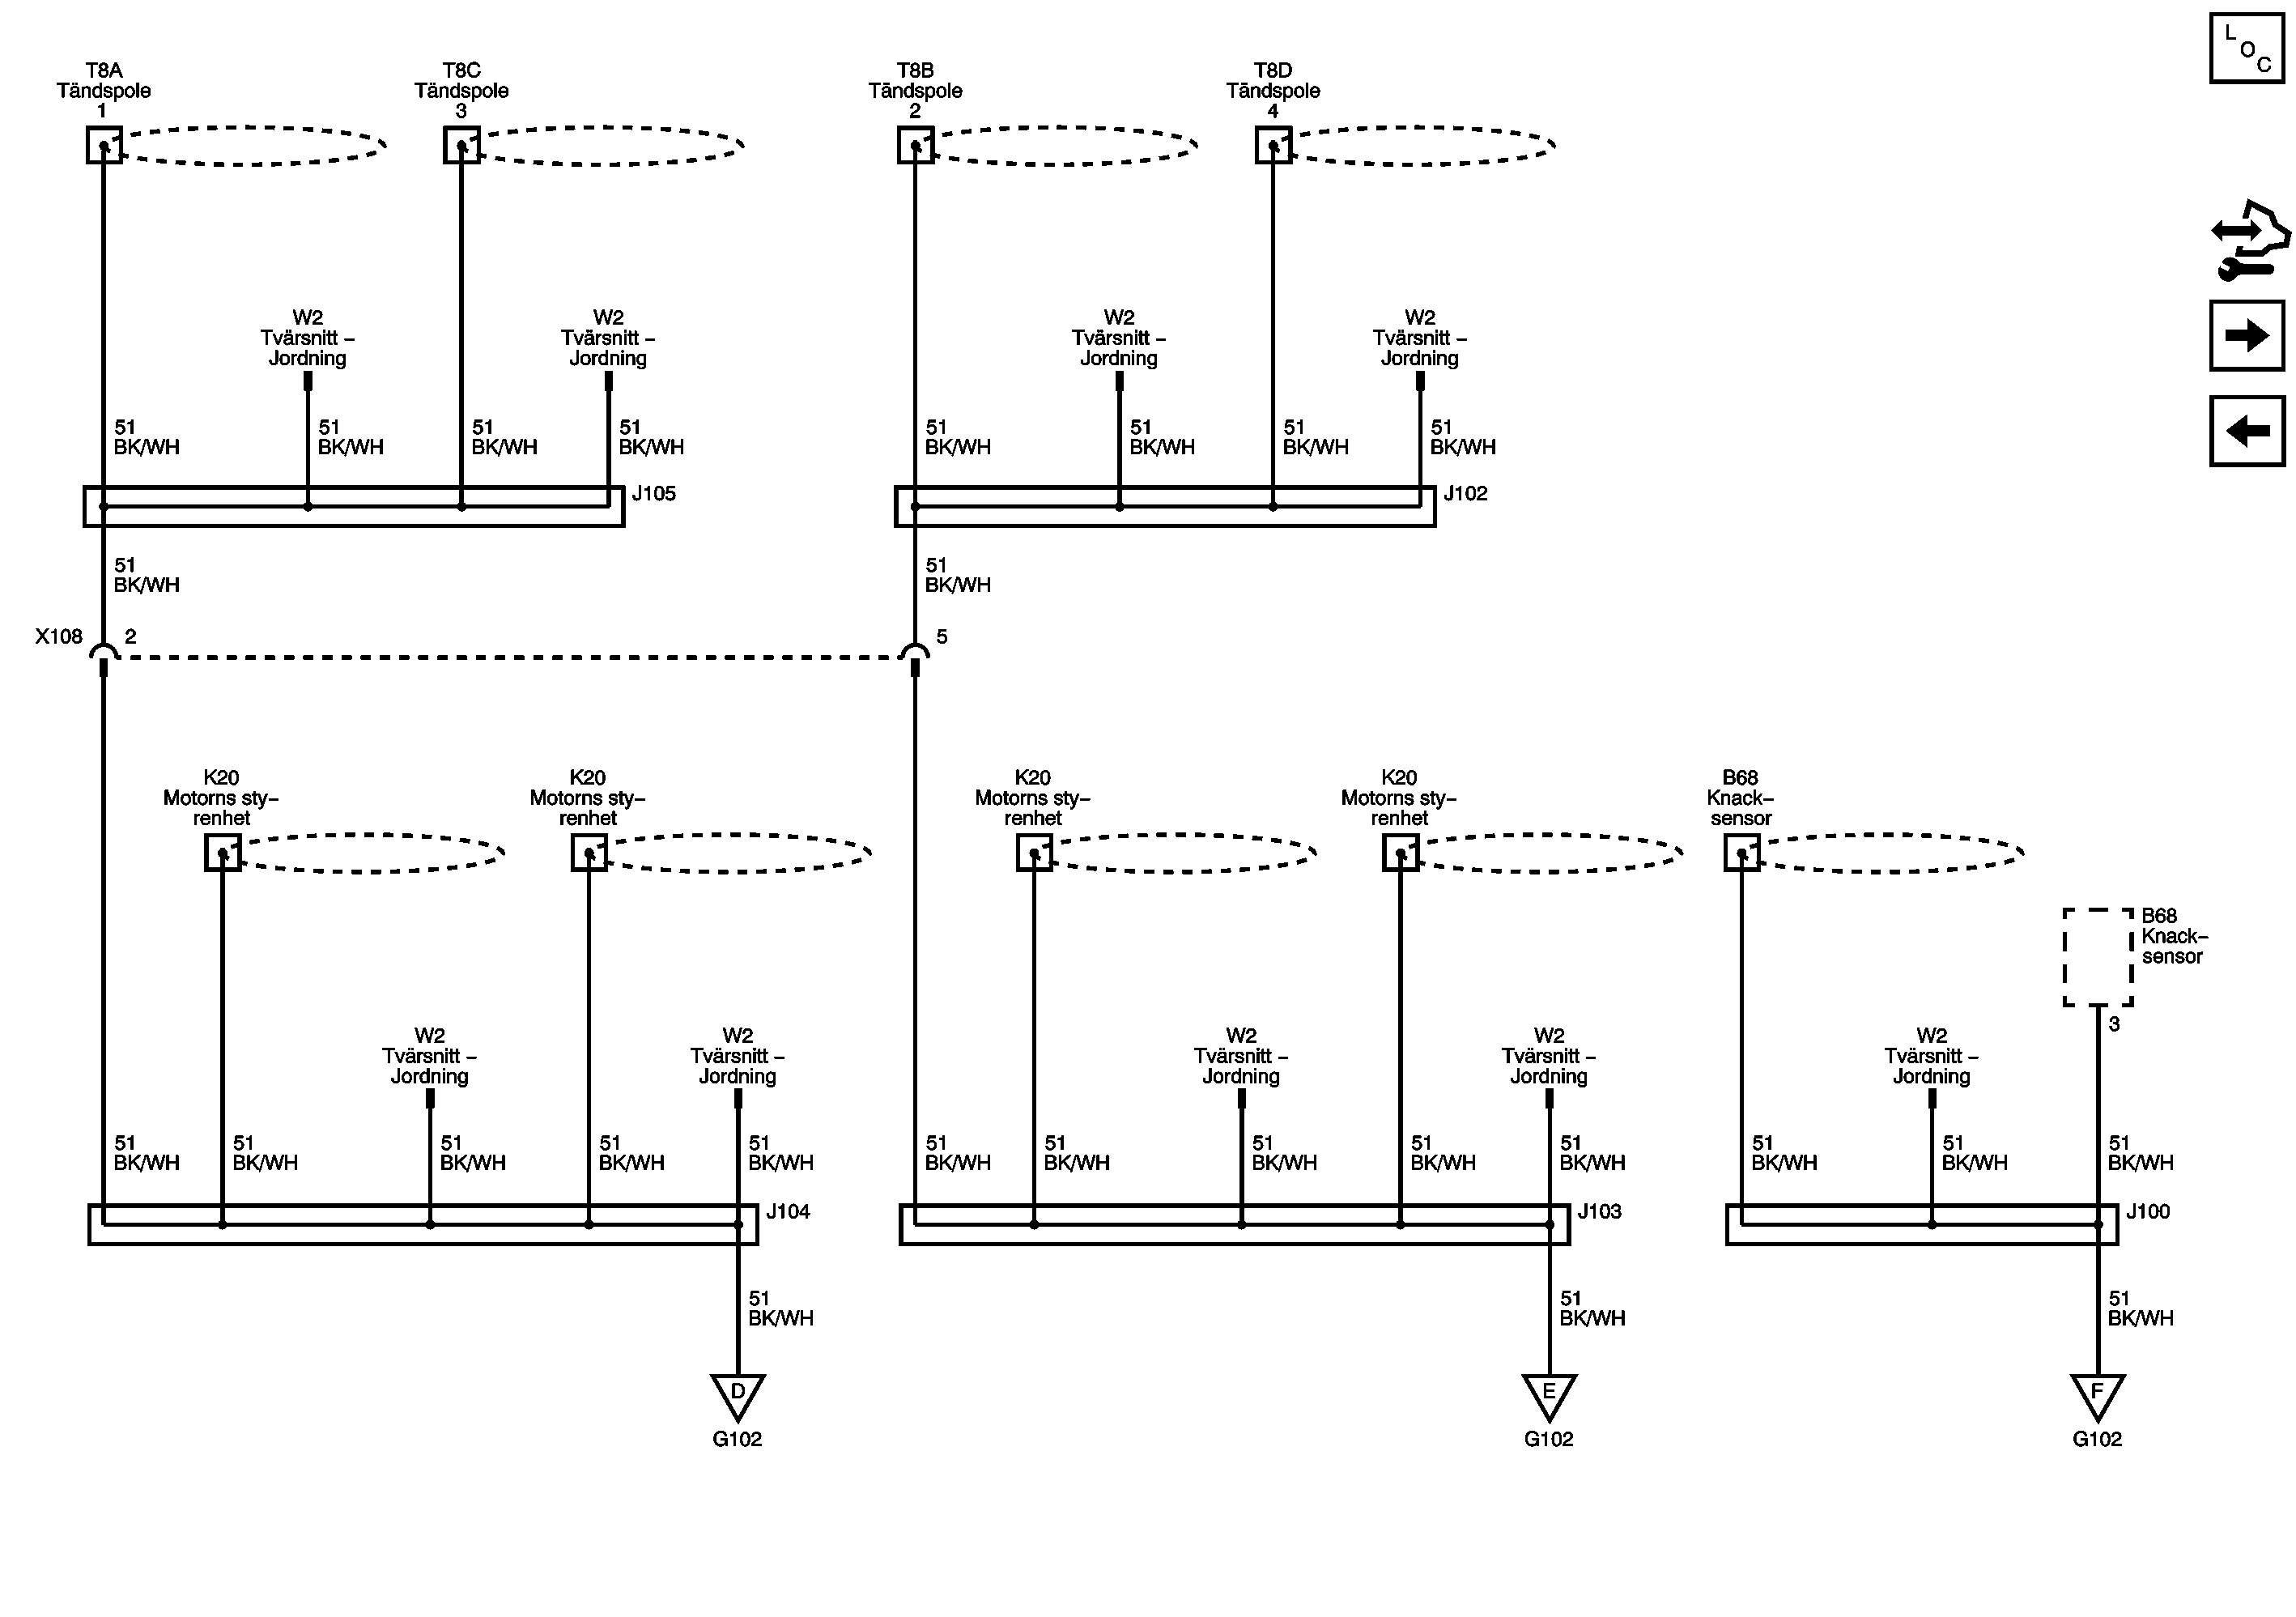 L
O
C
T8A
Tändspole
1
T8C
Tändspole
3
T8B
Tändspole
2
T8D
Tändspole
4
W2
Tvärsnitt –
Jordning
W2
Tvärsnitt –
Jordning
W2
Tvärsnitt –
Jordning
W2
Tvärsnitt –
Jordning
51
BK/WH
51
BK/WH
51
BK/WH
51
BK/WH
51
BK/WH
51
BK/WH
51
BK/WH
51
BK/WH
J105
J102
51
BK/WH
51
BK/WH
X108
2
5
K20
Motorns sty–
renhet
K20
Motorns sty–
renhet
K20
Motorns sty–
renhet
K20
Motorns sty–
renhet
B68
Knack–
sensor
B68
Knack–
sensor
3
W2
Tvärsnitt –
Jordning
W2
Tvärsnitt –
Jordning
W2
Tvärsnitt –
Jordning
W2
Tvärsnitt –
Jordning
W2
Tvärsnitt –
Jordning
51
BK/WH
51
BK/WH
51
BK/WH
51
BK/WH
51
BK/WH
51
BK/WH
51
BK/WH
51
BK/WH
51
BK/WH
51
BK/WH
51
BK/WH
51
BK/WH
51
BK/WH
J104
J103
J100
51
BK/WH
51
BK/WH
51
BK/WH
D
E
F
G102
G102
G102